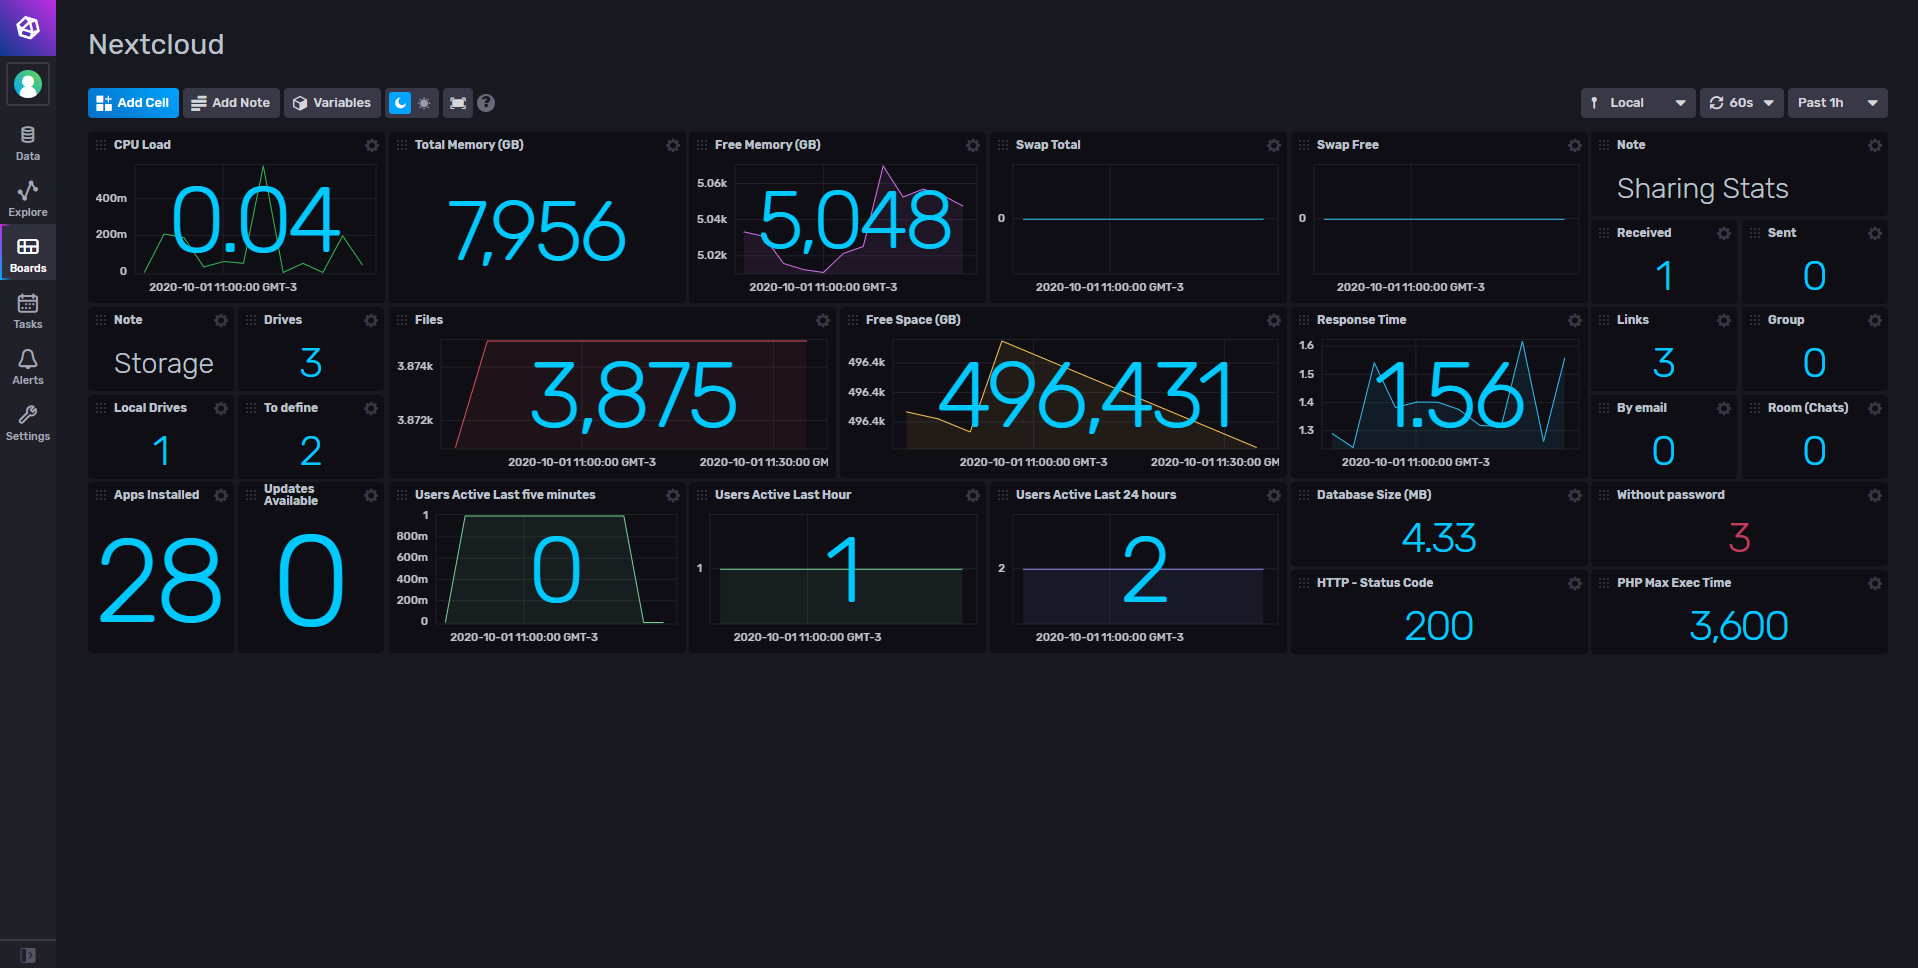 Nextcloud
Add Cell
Add Note
Variables
?
Local
60s
Past 1h
Data
Explore
Boards
Tasks
Alerts
Settings
CPU Load
400m
200m
0
0.04
2020-10-01 11:00:00 GMT-3
Total Memory (GB)
7,956
Free Memory (GB)
5.06k
5.04k
5.02k
5,048
2020-10-01 11:00:00 GMT-3
Swap Total
0
2020-10-01 11:00:00 GMT-3
Swap Free
0
2020-10-01 11:00:00 GMT-3
Note
Sharing Stats
Received
1
Sent
0
Note
Storage
Drives
3
Local Drives
1
To define
2
Files
3.874k
3.872k
3,875
2020-10-01 11:00:00 GMT-3
2020-10-01 11:30:00 GM
Free Space (GB)
496.4k
496.4k
496.4k
496,431
2020-10-01 11:00:00 GMT-3
2020-10-01 11:30:00 GM
Response Time
1.6
1.5
1.4
1.3
1.56
2020-10-01 11:00:00 GMT-3
Links
3
Group
0
By email
0
Room (Chats)
0
Apps Installed
28
Updates
Available
0
Users Active Last five minutes
1
800m
600m
400m
200m
0
0
2020-10-01 11:00:00 GMT-3
Users Active Last Hour
1
1
2020-10-01 11:00:00 GMT-3
Users Active Last 24 hours
2
2
2020-10-01 11:00:00 GMT-3
Database Size (MB)
4.33
Without password
3
HTTP - Status Code
200
PHP Max Exec Time
3,600